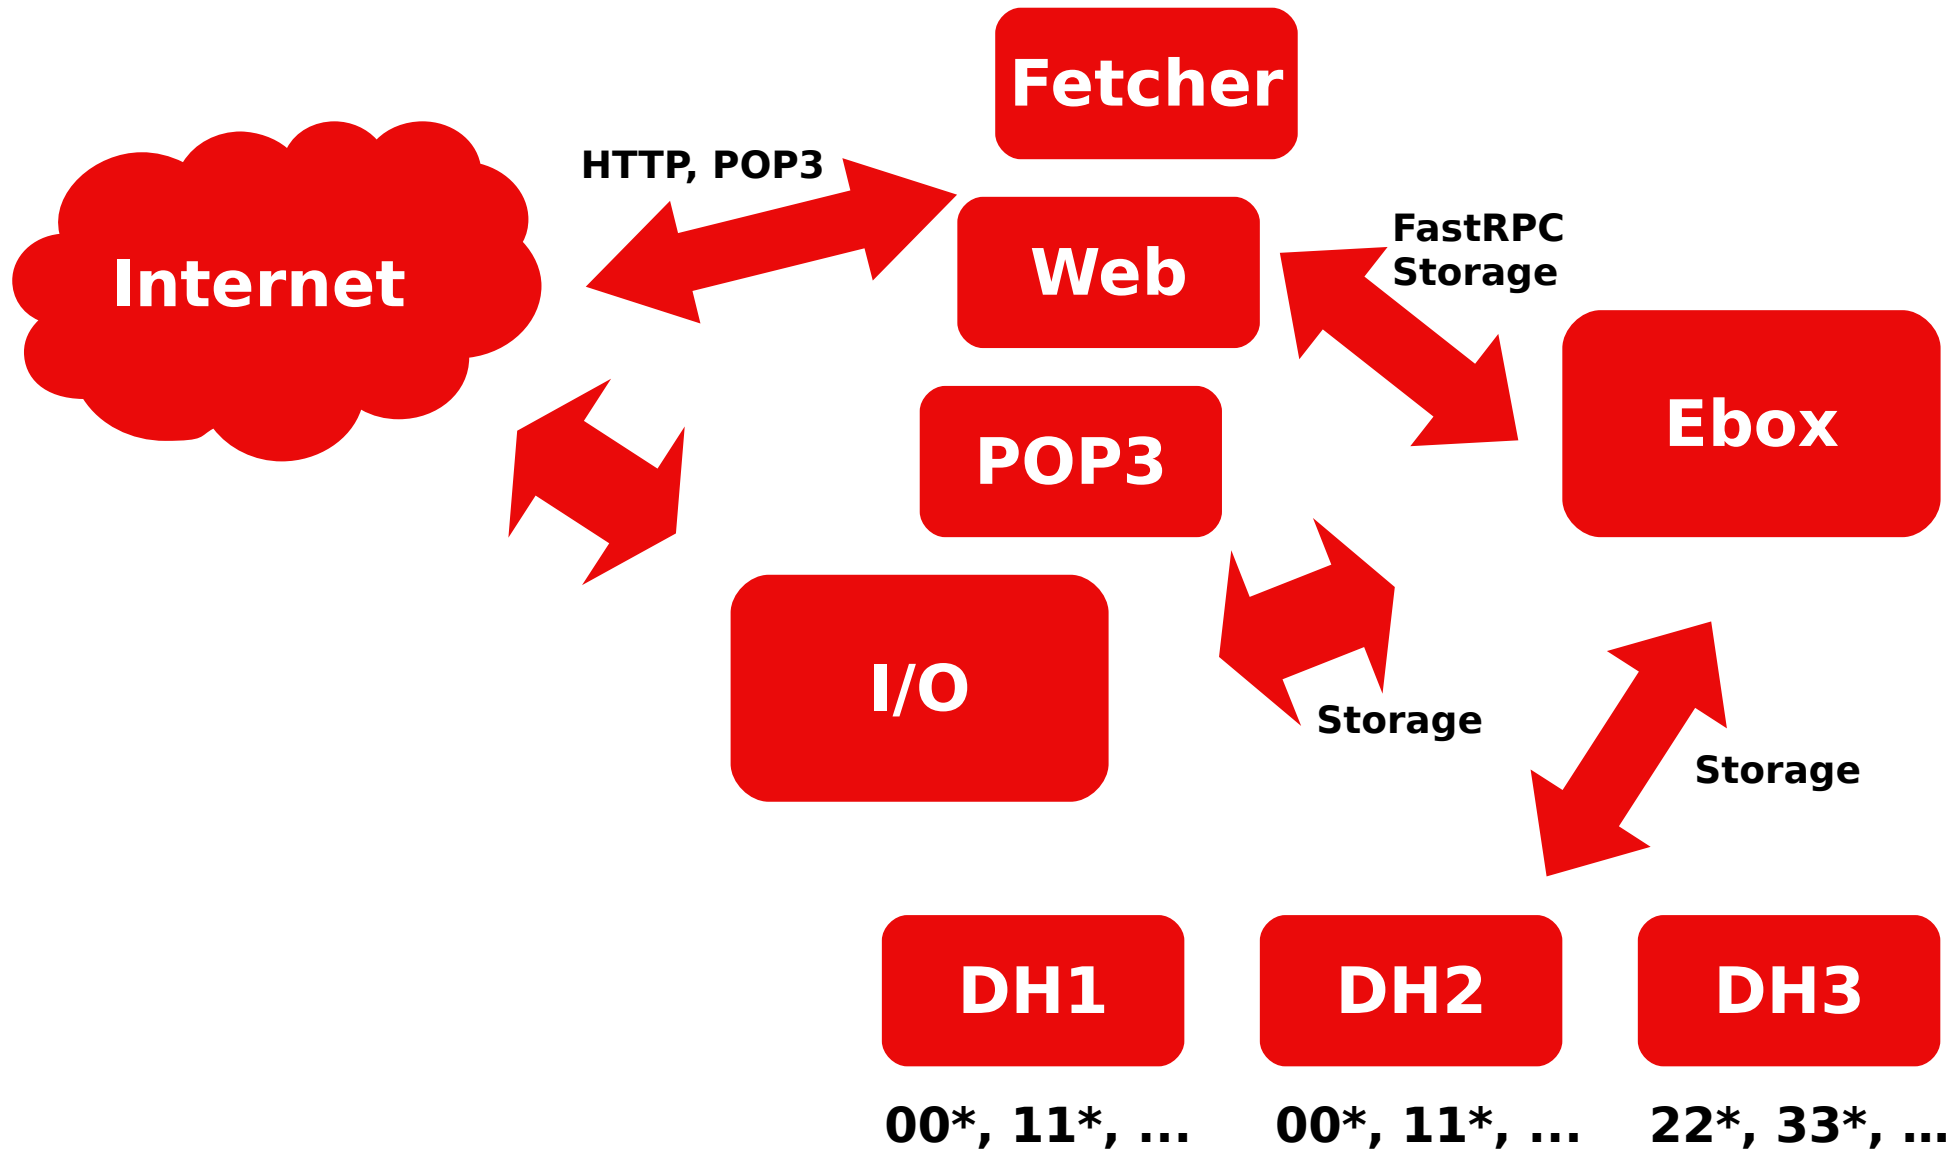 Fetcher
HTTP, POP3
Internet
Web
FastRPC
Storage
Ebox
POP3
I/O
Storage
Storage
DH1
DH2
DH3
00*, 11*, ...
00*, 11*, ...
22*, 33*, ...